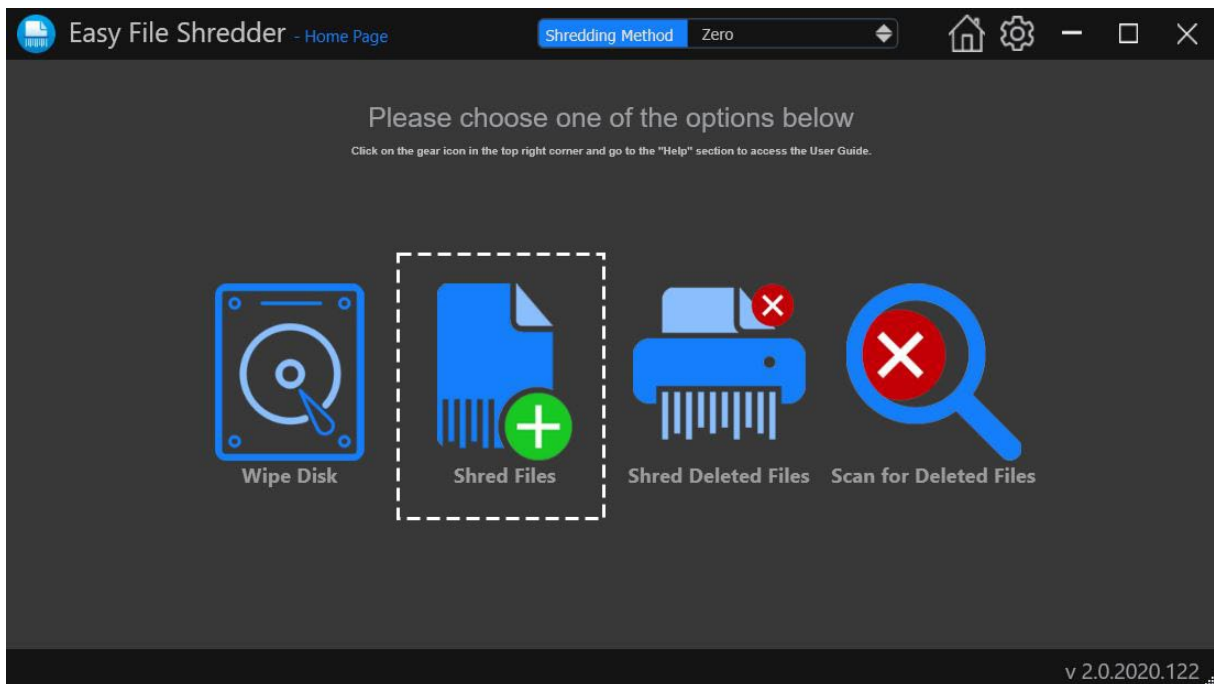 Easy File Shredder - Home Page Shredding Method Zero
Please choose one of the options below
Click on the gear icon in the top right corner and go to the "Help" section to access the User Guide.
Wipe Disk Shred Files Shred Deleted Files Scan for Deleted Files
v 2.0.2020.122